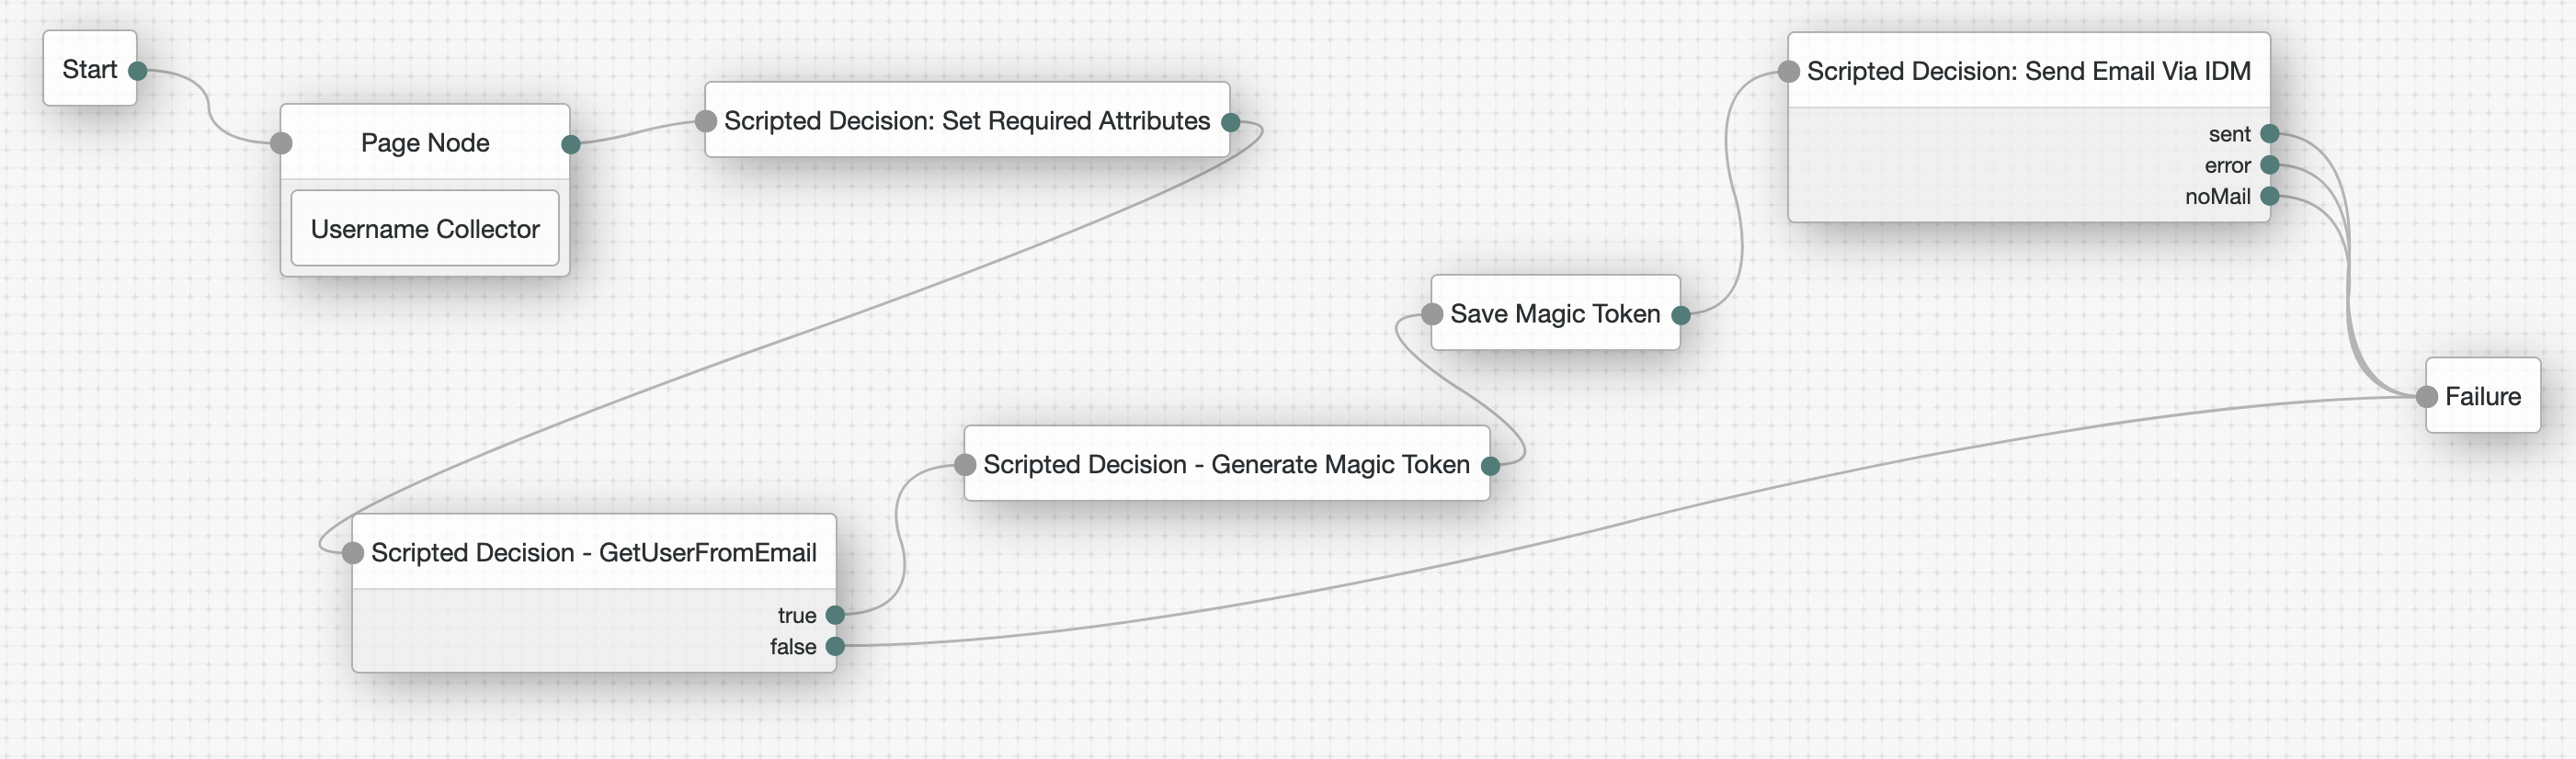 Start
Page Node
Username Collector
Scripted Decision: Set Required Attributes
Scripted Decision - GetUserFromEmail
true
false
Scripted Decision - Generate Magic Token
Save Magic Token
Scripted Decision: Send Email Via IDM
sent
error
noMail
Failure